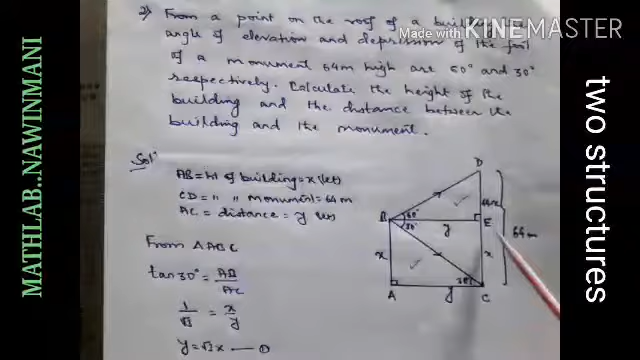 Made with KINEMASTER
MATHLAB..NAWINMANI
two structures
2) From a point on the roof of a building the
angle of elevation and depression of the foot
of a monument 64m high are 60° and 30°
respectively. Calculate the height of the
building and the distance between the
building and the monument.
Sol^n
AB = ht of building = x (let)
CD = " " monument = 64 m
AC = distance = y (let)
From Δ ABC
tan 30° = AB/AC
1/√3 = x/y
y = √3x — ①
D
B 60° E
30° y
x x 64m
A y 30° C